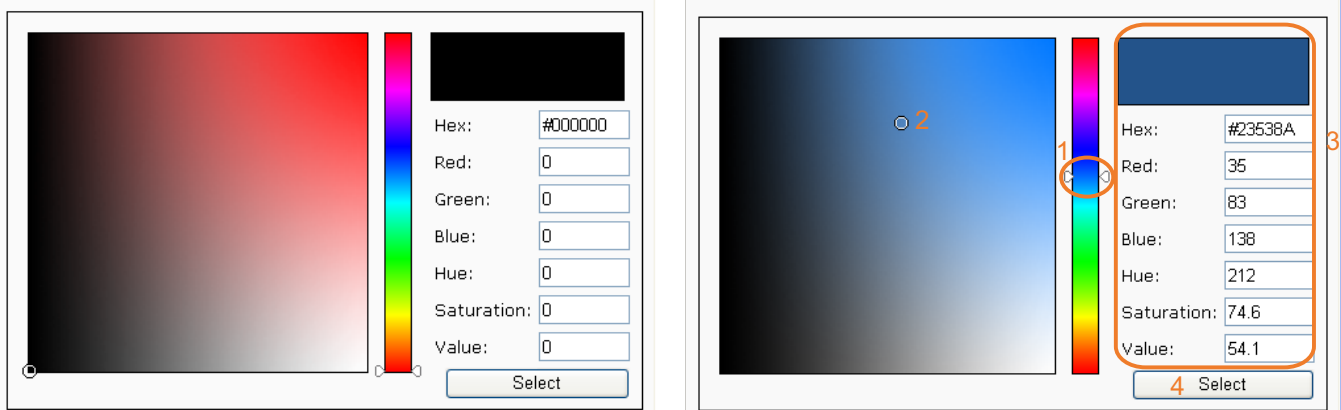 Hex: #000000
Red: 0
Green: 0
Blue: 0
Hue: 0
Saturation: 0
Value: 0
Select
2
1
3
Hex: #23538A
Red: 35
Green: 83
Blue: 138
Hue: 212
Saturation: 74.6
Value: 54.1
4 Select